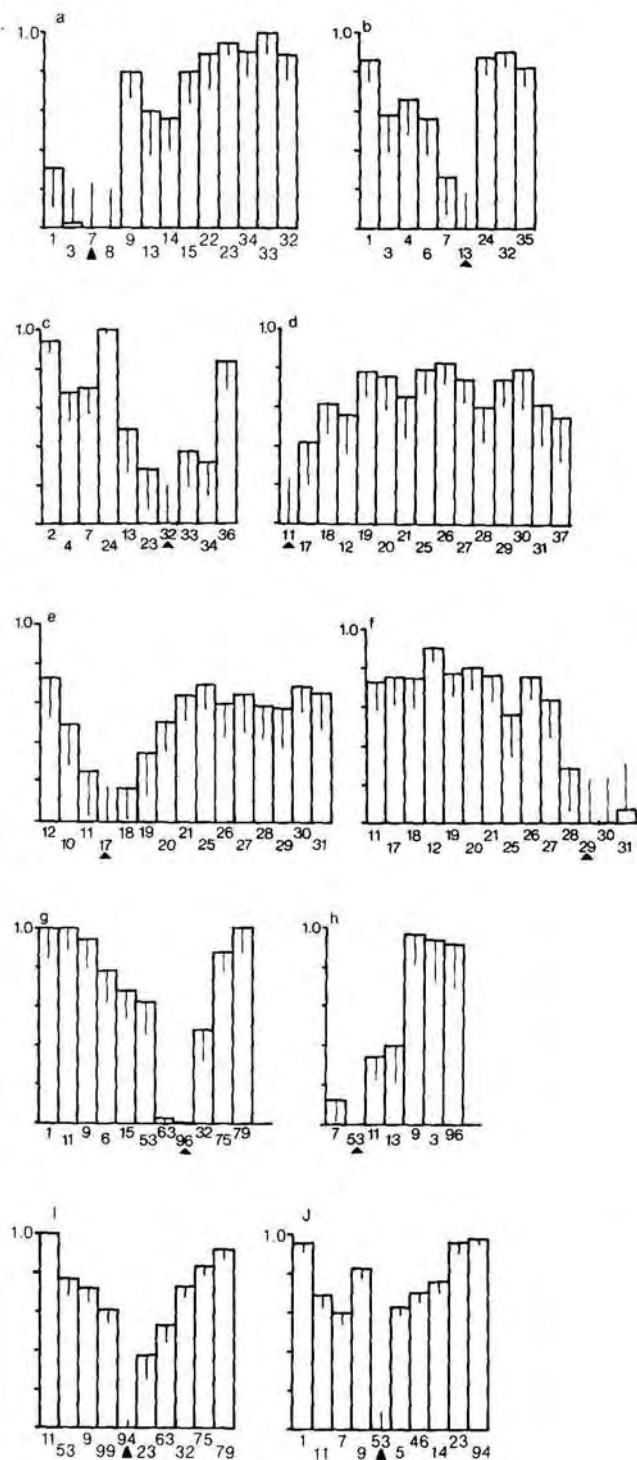 a
1.0
1 7 9 14 22 34 32
3 8 13 15 23 33
b
1.0
1 4 7 24 35
3 6 13 32
c
1.0
2 7 13 32 34
4 24 23 33 36
d
1.0
11 18 19 21 26 28 30 37
17 12 20 25 27 29 31
e
1.0
12 11 18 20 25 27 29 31
10 17 19 21 26 28 30
f
1.0
11 18 19 21 26 28 30
17 12 20 25 27 29 31
g
1.0
1 9 15 63 32 79
11 6 53 96 75
h
1.0
7 11 9 96
53 13 3
I
1.0
11 9 94 63 75
53 99 23 32 79
J
1.0
1 7 53 46 23
11 9 5 14 94